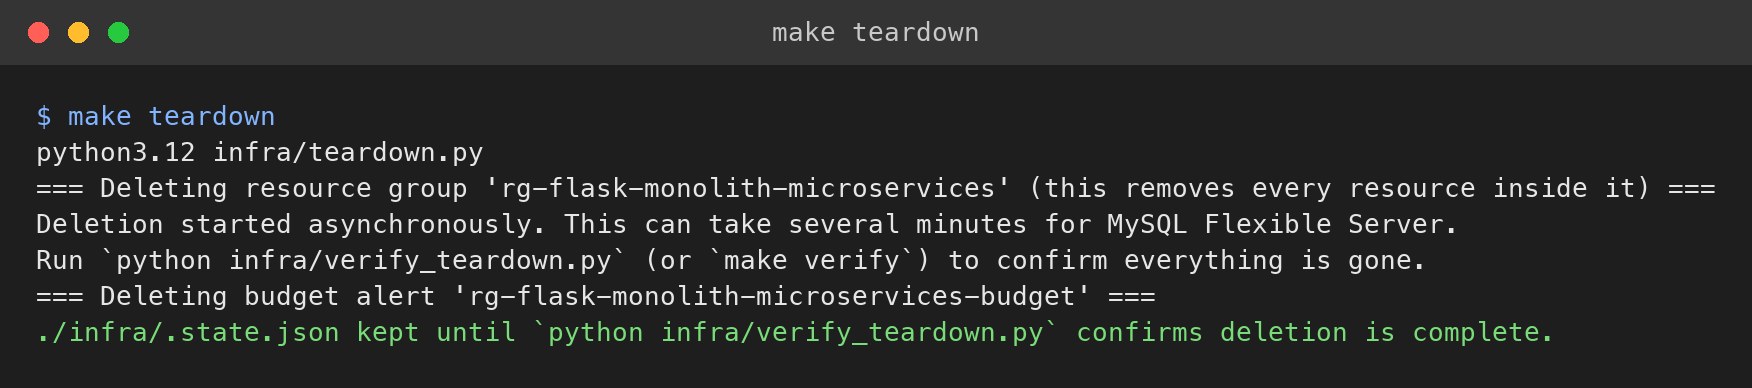 make teardown
$ make teardown
python3.12 infra/teardown.py
=== Deleting resource group 'rg-flask-monolith-microservices' (this removes every resource inside it) ===
Deletion started asynchronously. This can take several minutes for MySQL Flexible Server.
Run `python infra/verify_teardown.py` (or `make verify`) to confirm everything is gone.
=== Deleting budget alert 'rg-flask-monolith-microservices-budget' ===
./infra/.state.json kept until `python infra/verify_teardown.py` confirms deletion is complete.